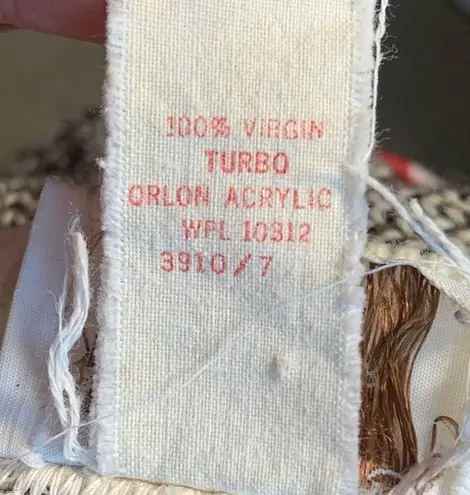 100% VIRGIN
TURBO
ORLON ACRYLIC
WPL 10312
3910/7